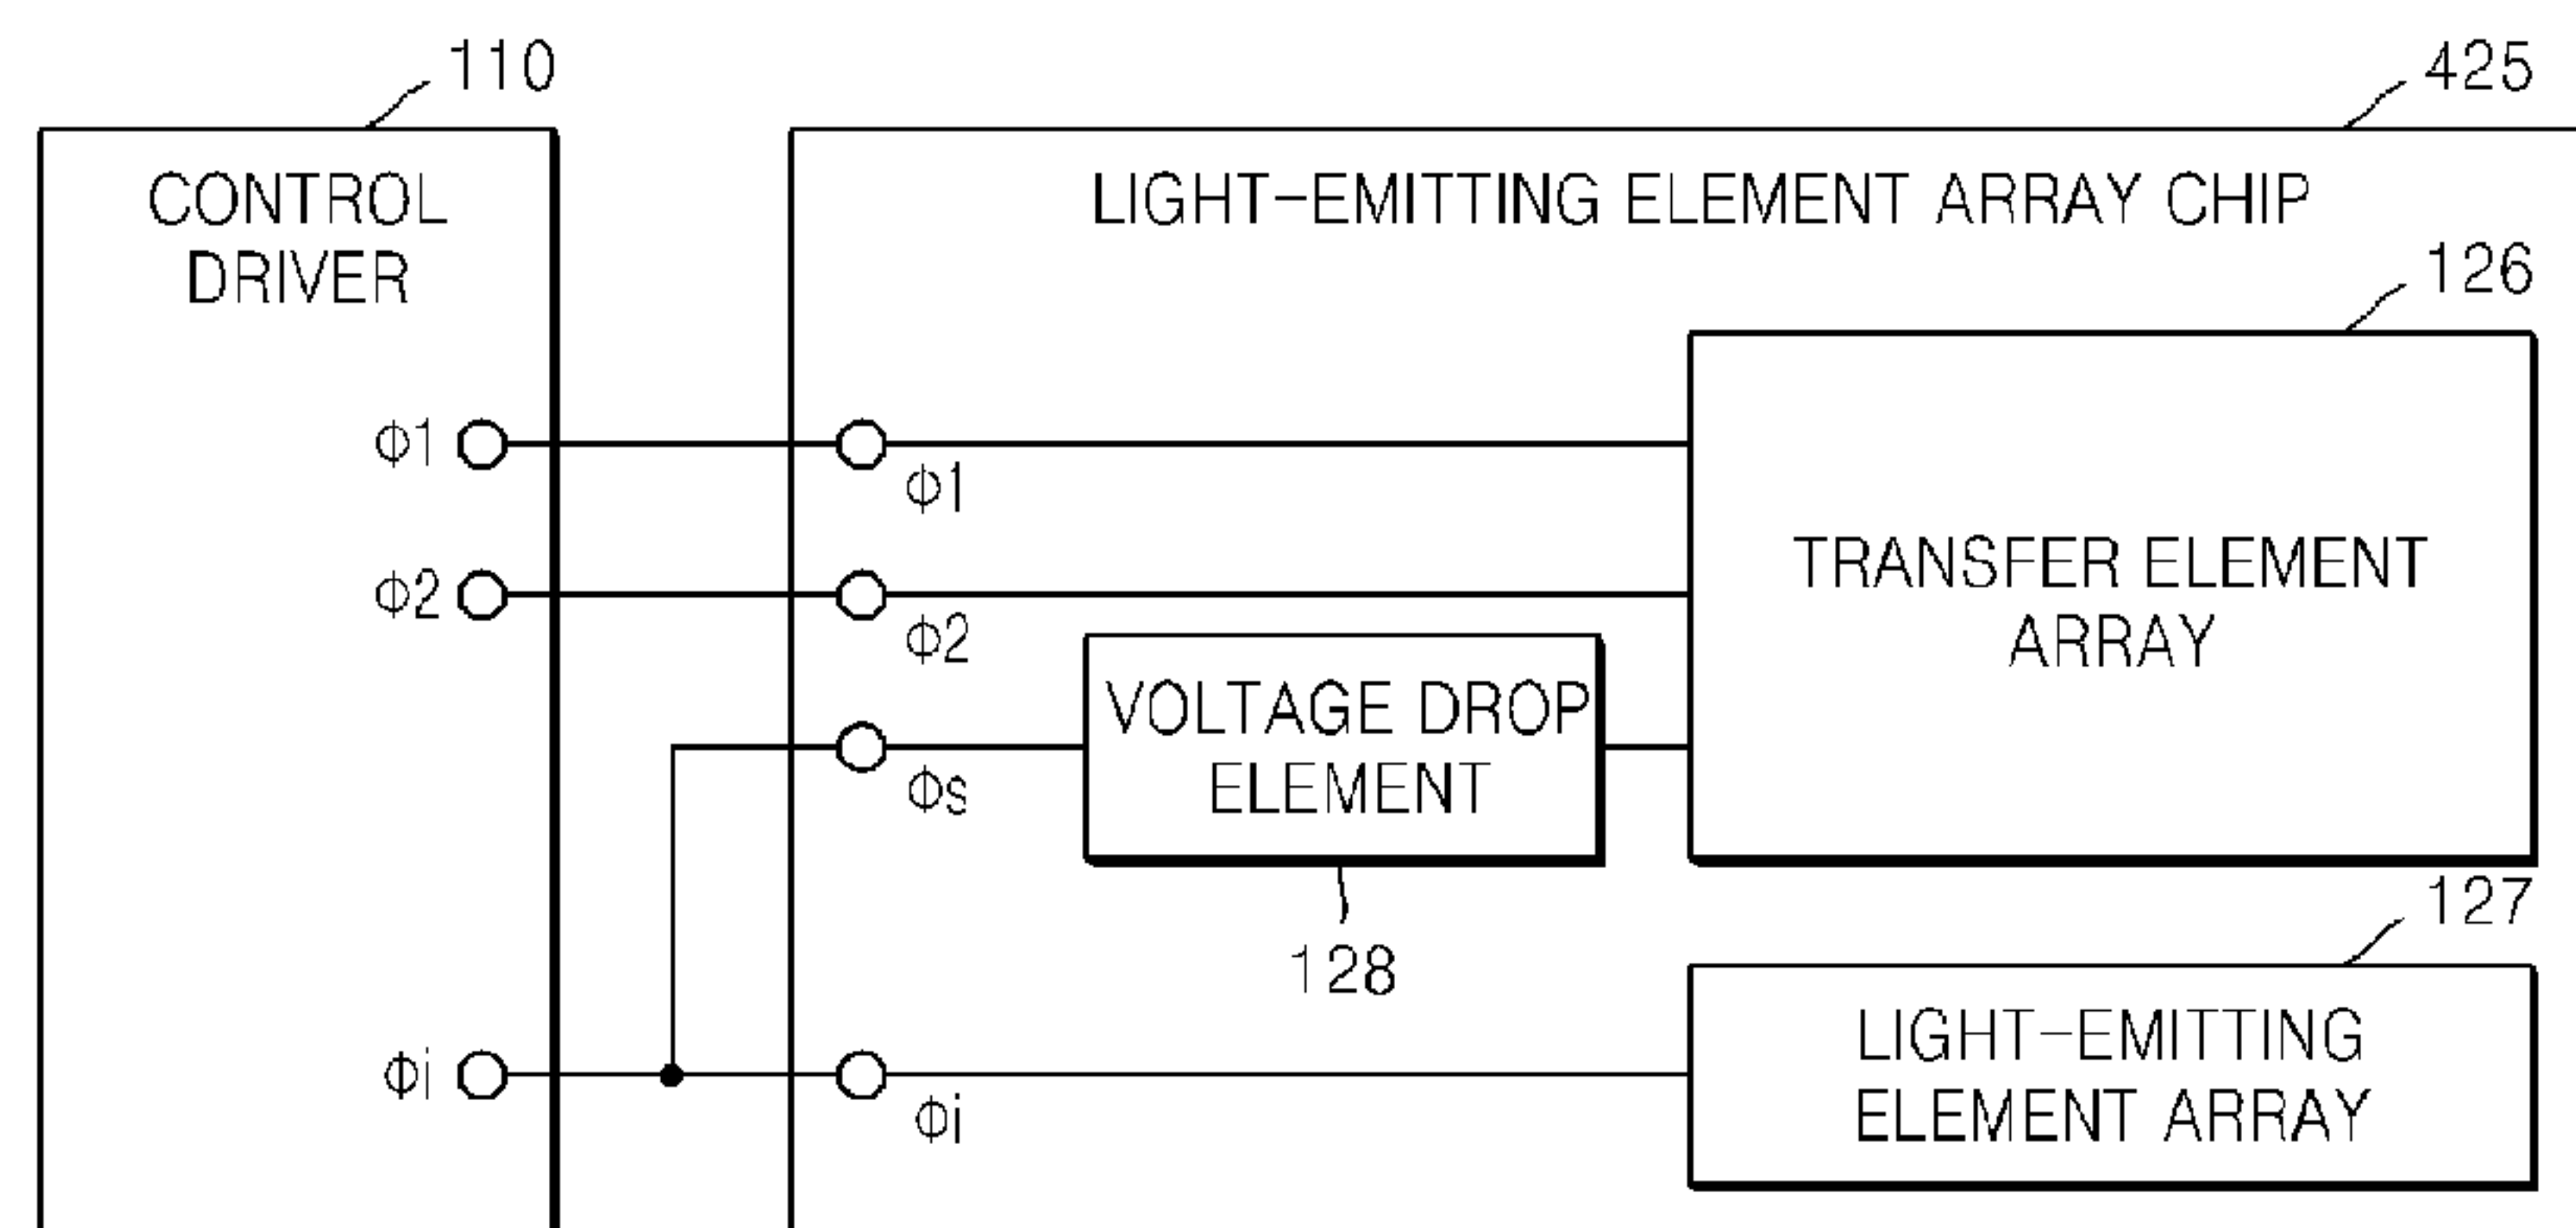 110
425
CONTROL
DRIVER
LIGHT-EMITTING ELEMENT ARRAY CHIP
126
Φ1
Φ1
TRANSFER ELEMENT
ARRAY
Φ2
Φ2
VOLTAGE DROP
ELEMENT
Φs
128
127
LIGHT-EMITTING
ELEMENT ARRAY
Φi
Φi